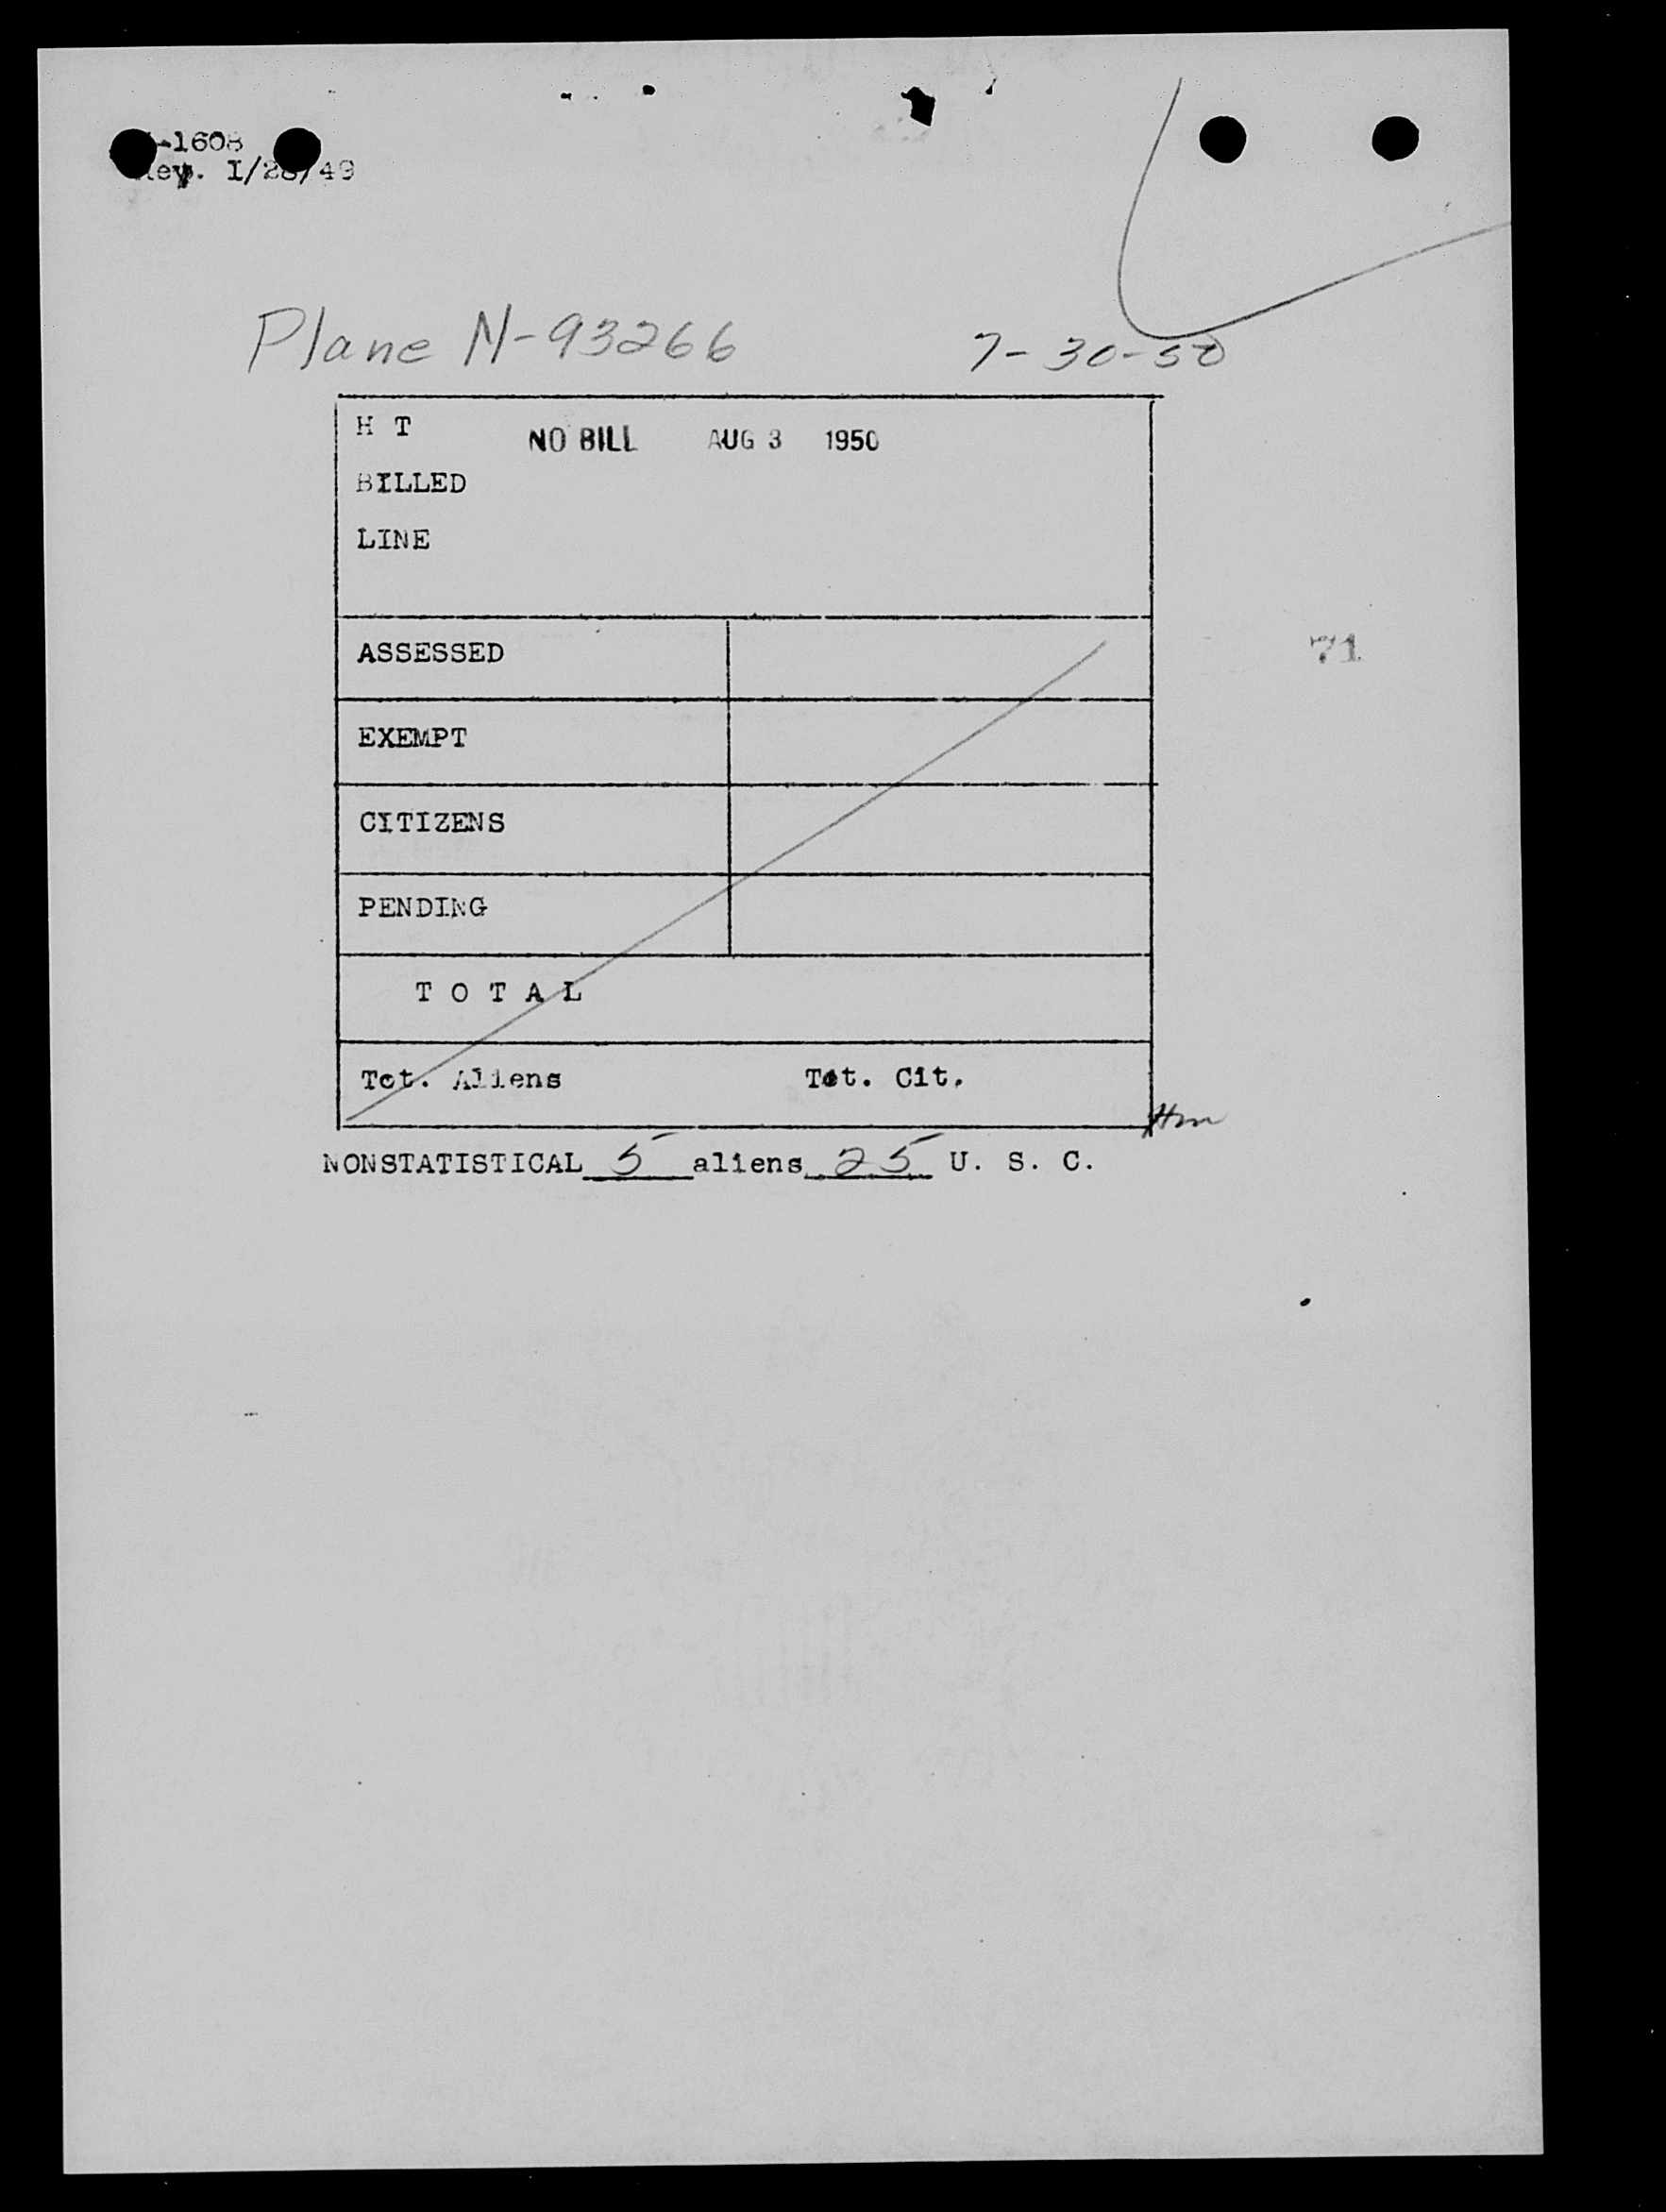 -1608
Rev. 1/28/49
Plane N-93266 7-30-50
H T NO BILL AUG 3 1950
BILLED
LINE
ASSESSED
71
EXEMPT
CITIZENS
PENDING
T O T A L
Tot. Aliens Tot. Cit.
NONSTATISTICAL 5 aliens 25 U. S. C.